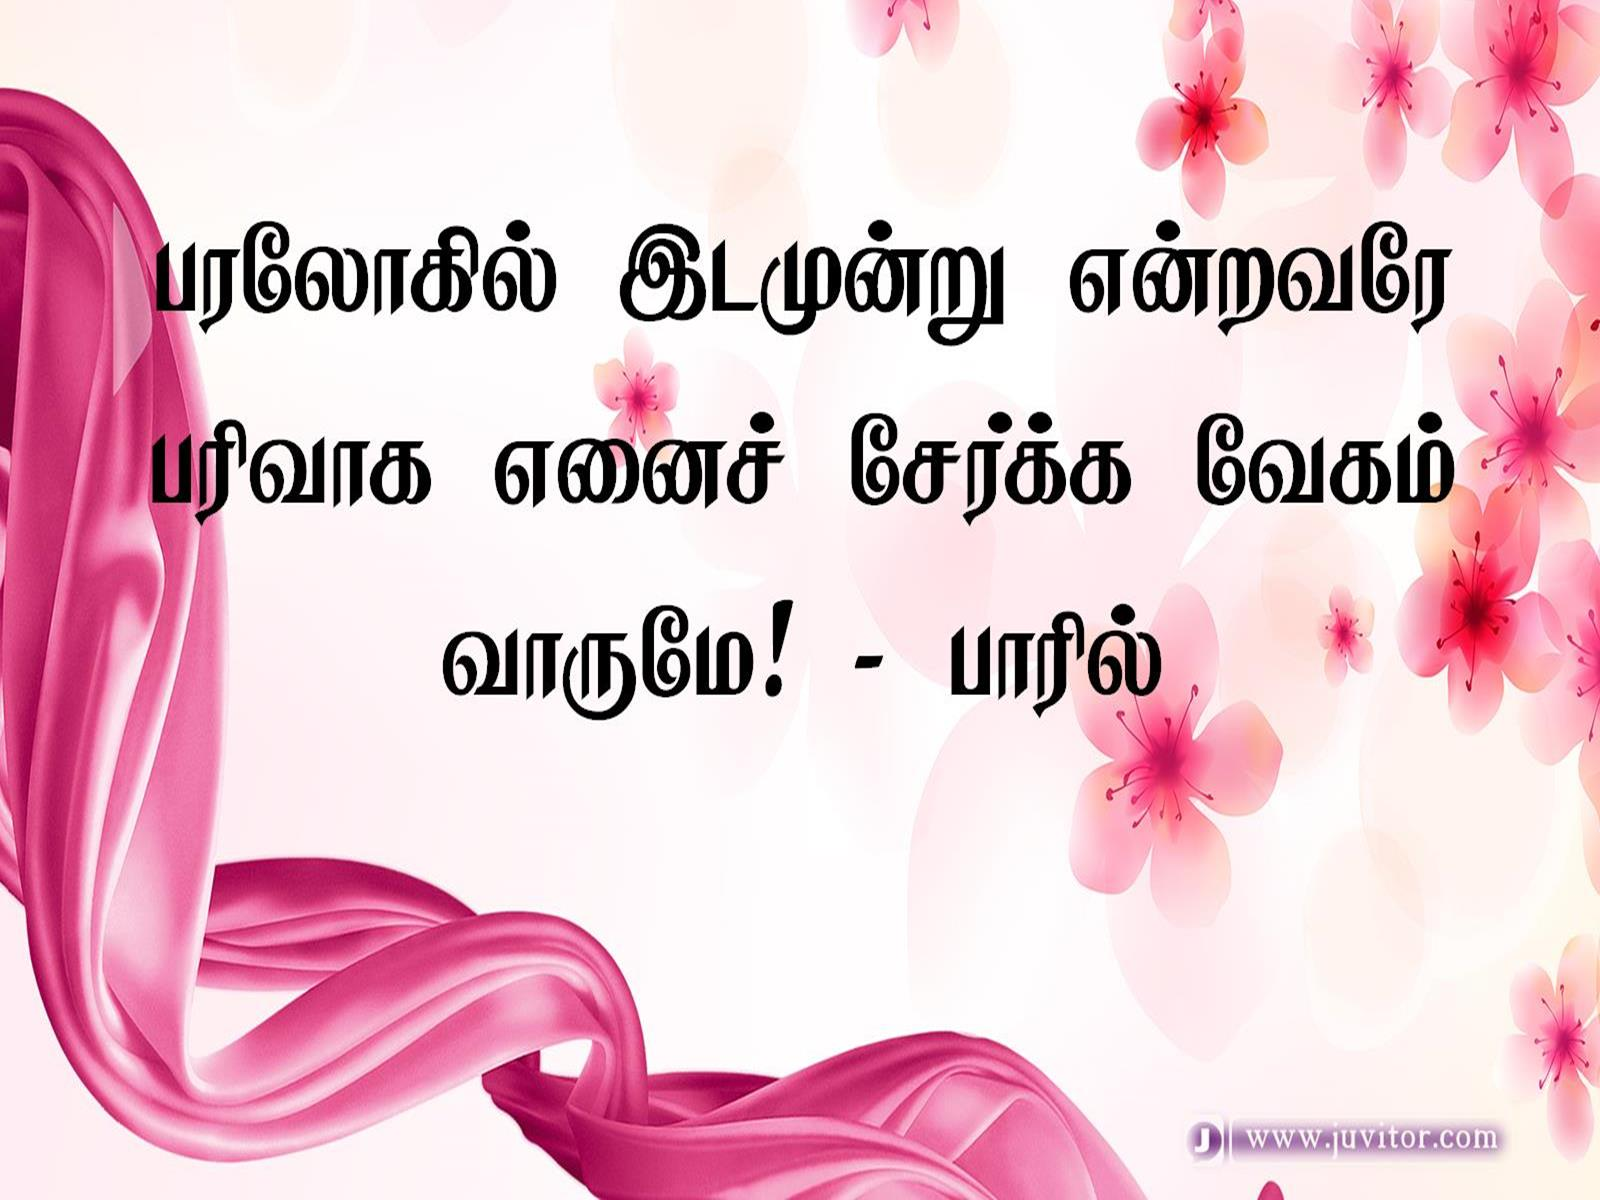 பரலோகில் இடமுன்று என்றவரே
பரிவாக எனைச் சேர்க்க வேகம்
வாருமே! - பாரில்
J www.juvitor.com